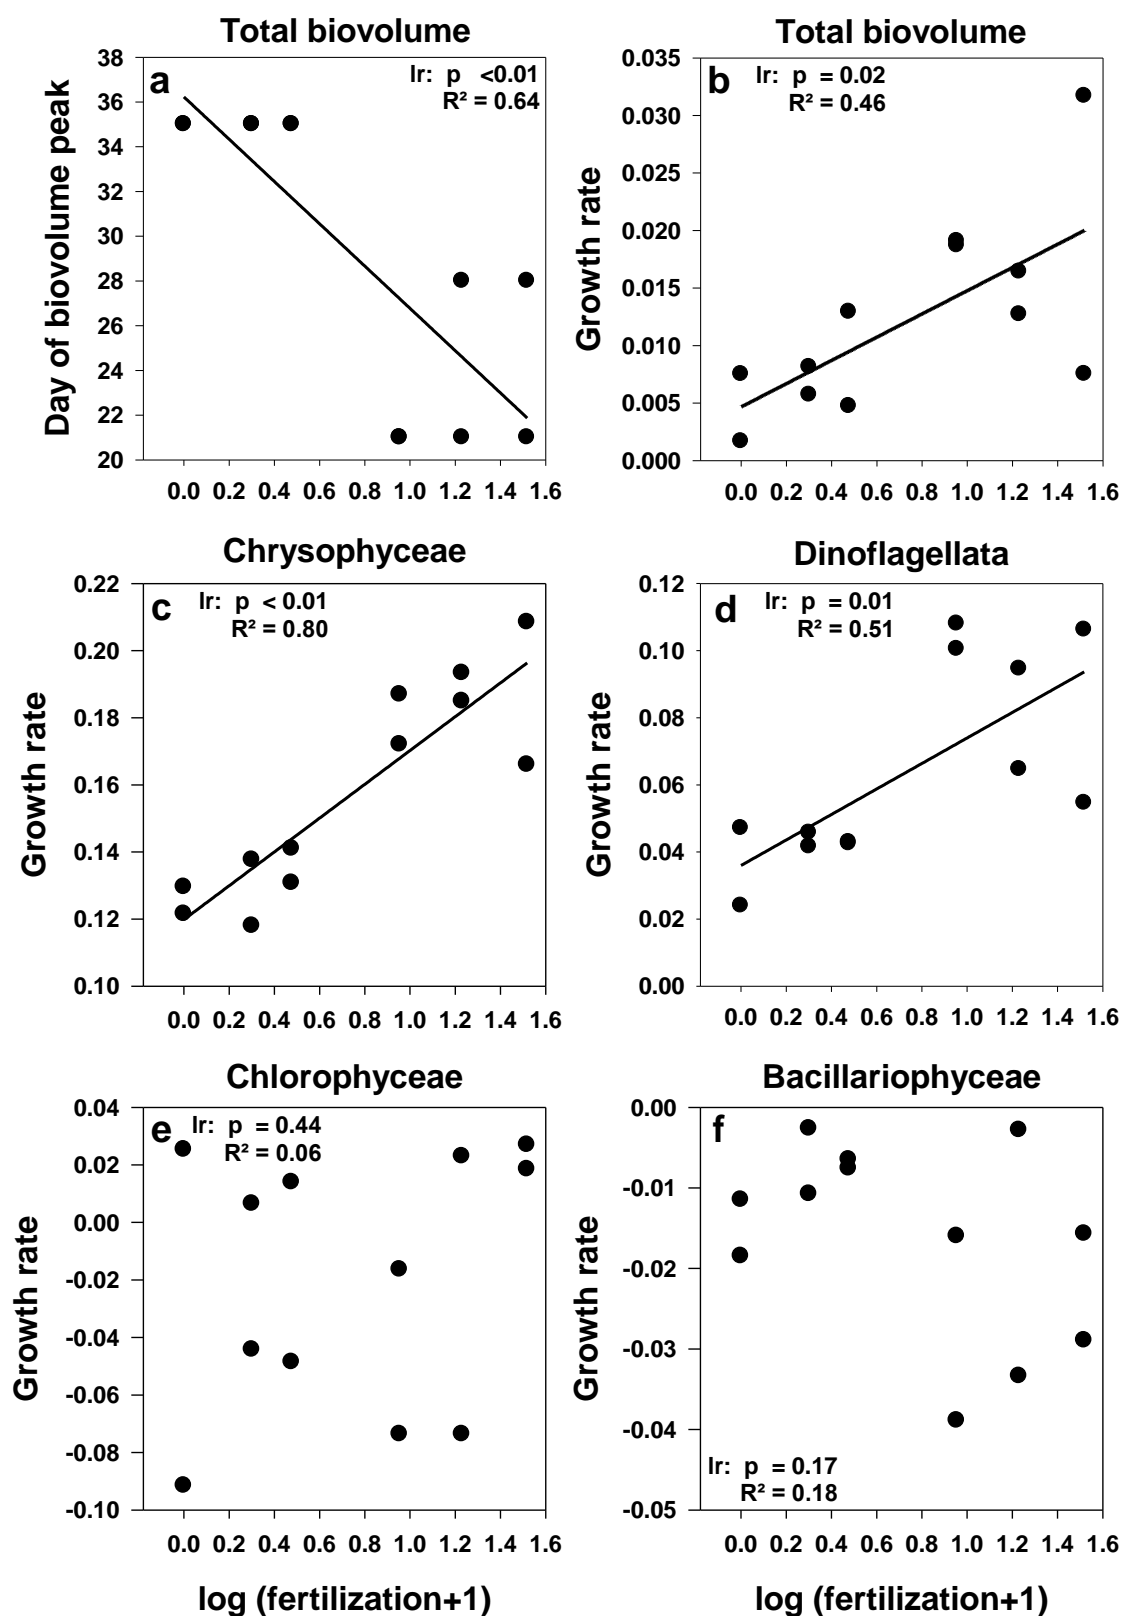 Total biovolume
a
lr: p <0.01
R² = 0.64
Day of biovolume peak
38
36
34
32
30
28
26
24
22
20
0.0 0.2 0.4 0.6 0.8 1.0 1.2 1.4 1.6
Total biovolume
b
lr: p = 0.02
R² = 0.46
Growth rate
0.035
0.030
0.025
0.020
0.015
0.010
0.005
0.000
0.0 0.2 0.4 0.6 0.8 1.0 1.2 1.4 1.6
Chrysophyceae
c
lr: p < 0.01
R² = 0.80
Growth rate
0.22
0.20
0.18
0.16
0.14
0.12
0.10
0.0 0.2 0.4 0.6 0.8 1.0 1.2 1.4 1.6
Dinoflagellata
d
lr: p = 0.01
R² = 0.51
Growth rate
0.12
0.10
0.08
0.06
0.04
0.02
0.00
0.0 0.2 0.4 0.6 0.8 1.0 1.2 1.4 1.6
Chlorophyceae
e
lr: p = 0.44
R² = 0.06
Growth rate
0.04
0.02
0.00
-0.02
-0.04
-0.06
-0.08
-0.10
0.0 0.2 0.4 0.6 0.8 1.0 1.2 1.4 1.6
log (fertilization+1)
Bacillariophyceae
f
Growth rate
0.00
-0.01
-0.02
-0.03
-0.04
-0.05
lr: p = 0.17
R² = 0.18
0.0 0.2 0.4 0.6 0.8 1.0 1.2 1.4 1.6
log (fertilization+1)